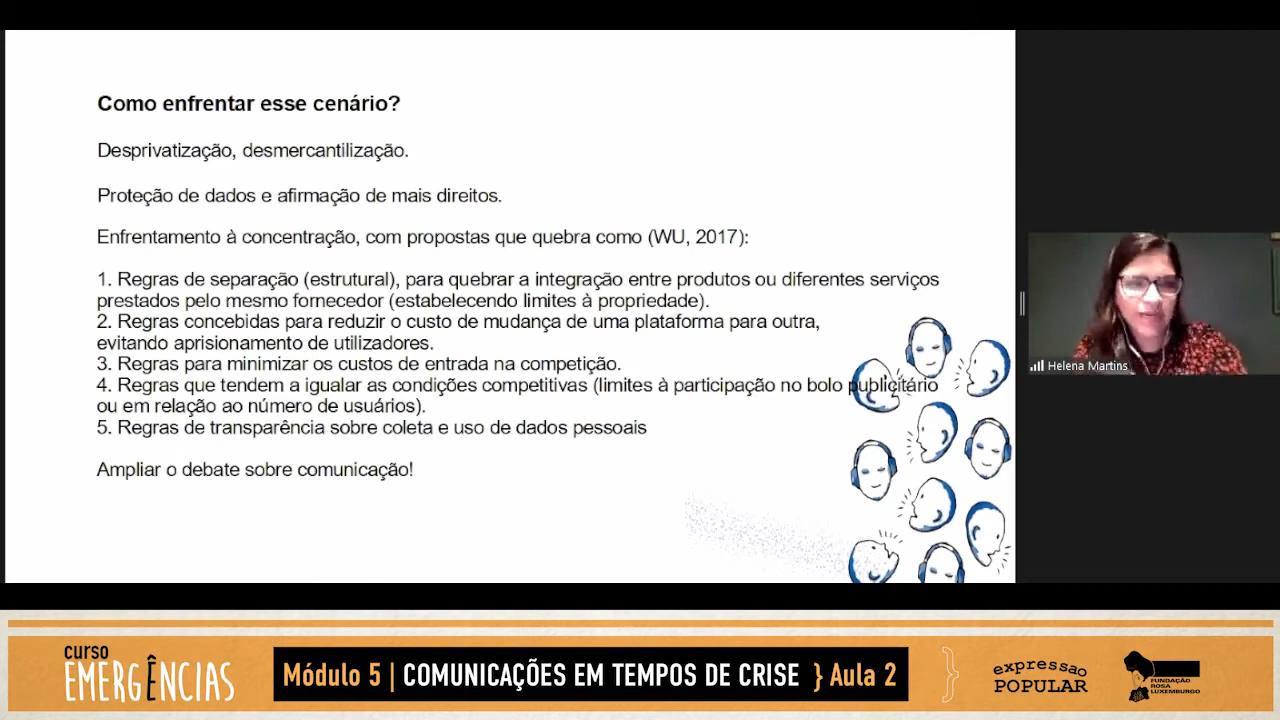 Como enfrentar esse cenário?
Desprivatização, desmercantilização.
Proteção de dados e afirmação de mais direitos.
Enfrentamento à concentração, com propostas que quebra como (WU, 2017):
1. Regras de separação (estrutural), para quebrar a integração entre produtos ou diferentes serviços
prestados pelo mesmo fornecedor (estabelecendo limites à propriedade).
2. Regras concebidas para reduzir o custo de mudança de uma plataforma para outra,
evitando aprisionamento de utilizadores.
3. Regras para minimizar os custos de entrada na competição.
4. Regras que tendem a igualar as condições competitivas (limites à participação no bolo publicitário
ou em relação ao número de usuários).
5. Regras de transparência sobre coleta e uso de dados pessoais
Ampliar o debate sobre comunicação!
Helena Martins
curso
EMERGÊNCIAS
Módulo 5 | COMUNICAÇÕES EM TEMPOS DE CRISE } Aula 2
expressao
POPULAR
FUNDAÇÃO
ROSA
LUXEMBURGO